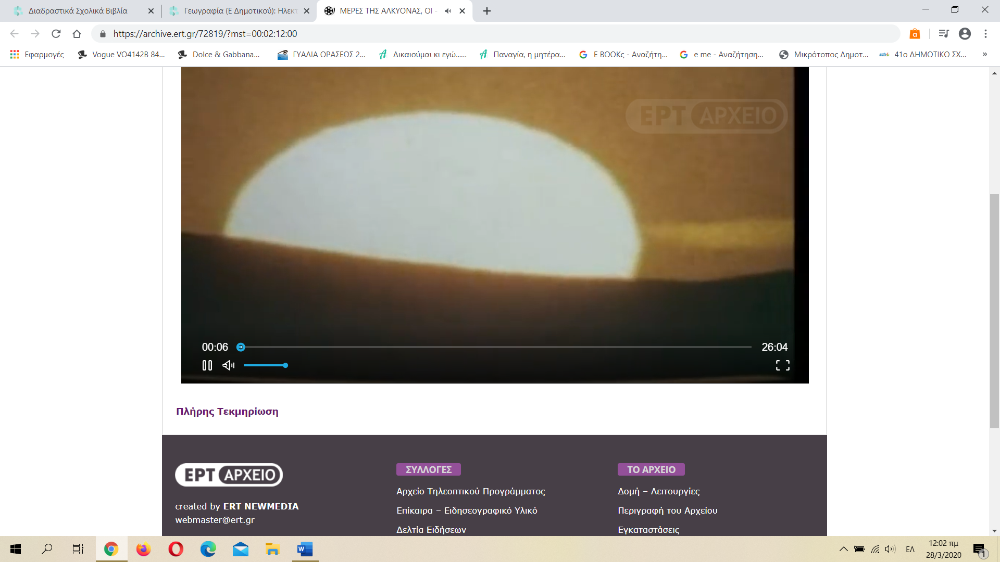 Διαδραστικά Σχολικά Βιβλία
Γεωγραφία (Ε Δημοτικού): Ηλεκτ
ΜΕΡΕΣ ΤΗΣ ΑΛΚΥΟΝΑΣ, ΟΙ -
https://archive.ert.gr/72819/?mst=00:02:12:00
Εφαρμογές
Vogue VO4142B 84...
Dolce & Gabbana...
ΓΥΑΛΙΑ ΟΡΑΣΕΩΣ 2...
Δικαιούμαι κι εγώ......
Παναγία, η μητέρα...
E BOOKς - Αναζήτη...
e me - Αναζήτηση...
Μικρότοπος Δημοτ...
41ο ΔΗΜΟΤΙΚΟ ΣΧ...
»
ΕΡΤ ΑΡΧΕΙΟ
00:06
26:04
Πλήρης Τεκμηρίωση
ΕΡΤ ΑΡΧΕΙΟ
created by ERT NEWMEDIA
webmaster@ert.gr
ΣΥΛΛΟΓΕΣ
Αρχείο Τηλεοπτικού Προγράμματος
Επίκαιρα – Ειδησεογραφικό Υλικό
Δελτία Ειδήσεων
ΤΟ ΑΡΧΕΙΟ
Δομή – Λειτουργίες
Περιγραφή του Αρχείου
Εγκαταστάσεις
ΕΛ
12:02 πμ
28/3/2020
1